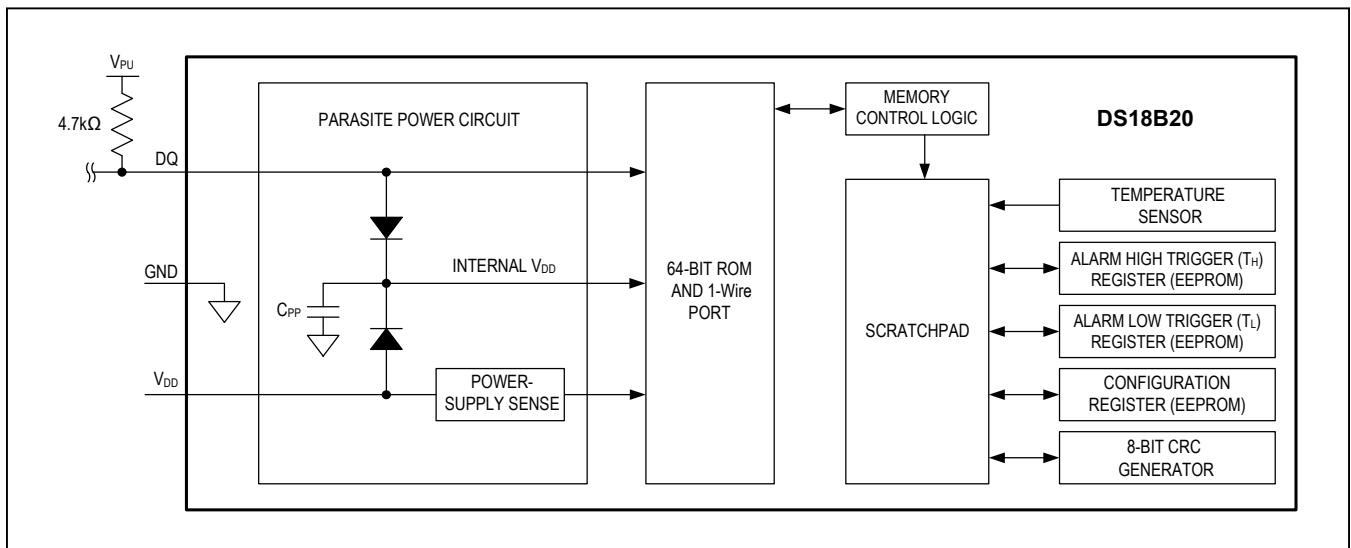 VPU
4.7kΩ
DQ
GND
VDD
PARASITE POWER CIRCUIT
INTERNAL VDD
CPP
POWER-
SUPPLY SENSE
64-BIT ROM
AND 1-Wire
PORT
MEMORY
CONTROL LOGIC
SCRATCHPAD
DS18B20
TEMPERATURE
SENSOR
ALARM HIGH TRIGGER (TH)
REGISTER (EEPROM)
ALARM LOW TRIGGER (TL)
REGISTER (EEPROM)
CONFIGURATION
REGISTER (EEPROM)
8-BIT CRC
GENERATOR